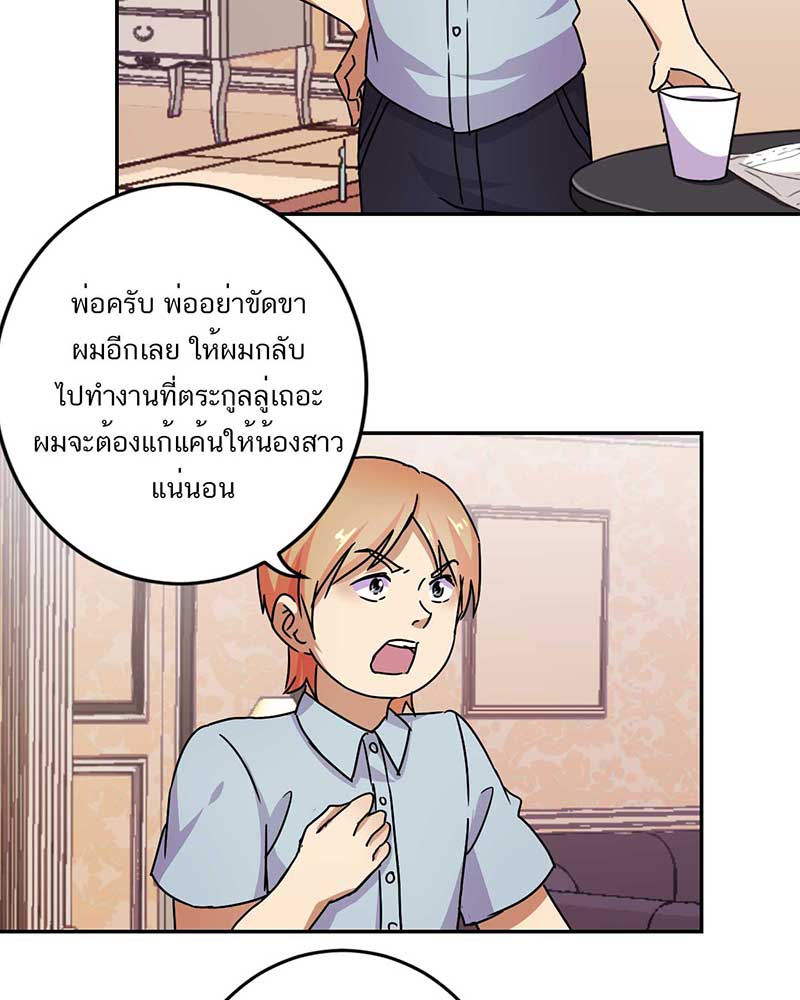 พ่อครับ พ่ออย่าขัดขา
ผมอีกเลย ให้ผมกลับ
ไปทำงานที่ตระกูลลู่เถอะ
ผมจะต้องแก้แค้นให้น้องสาว
แน่นอน